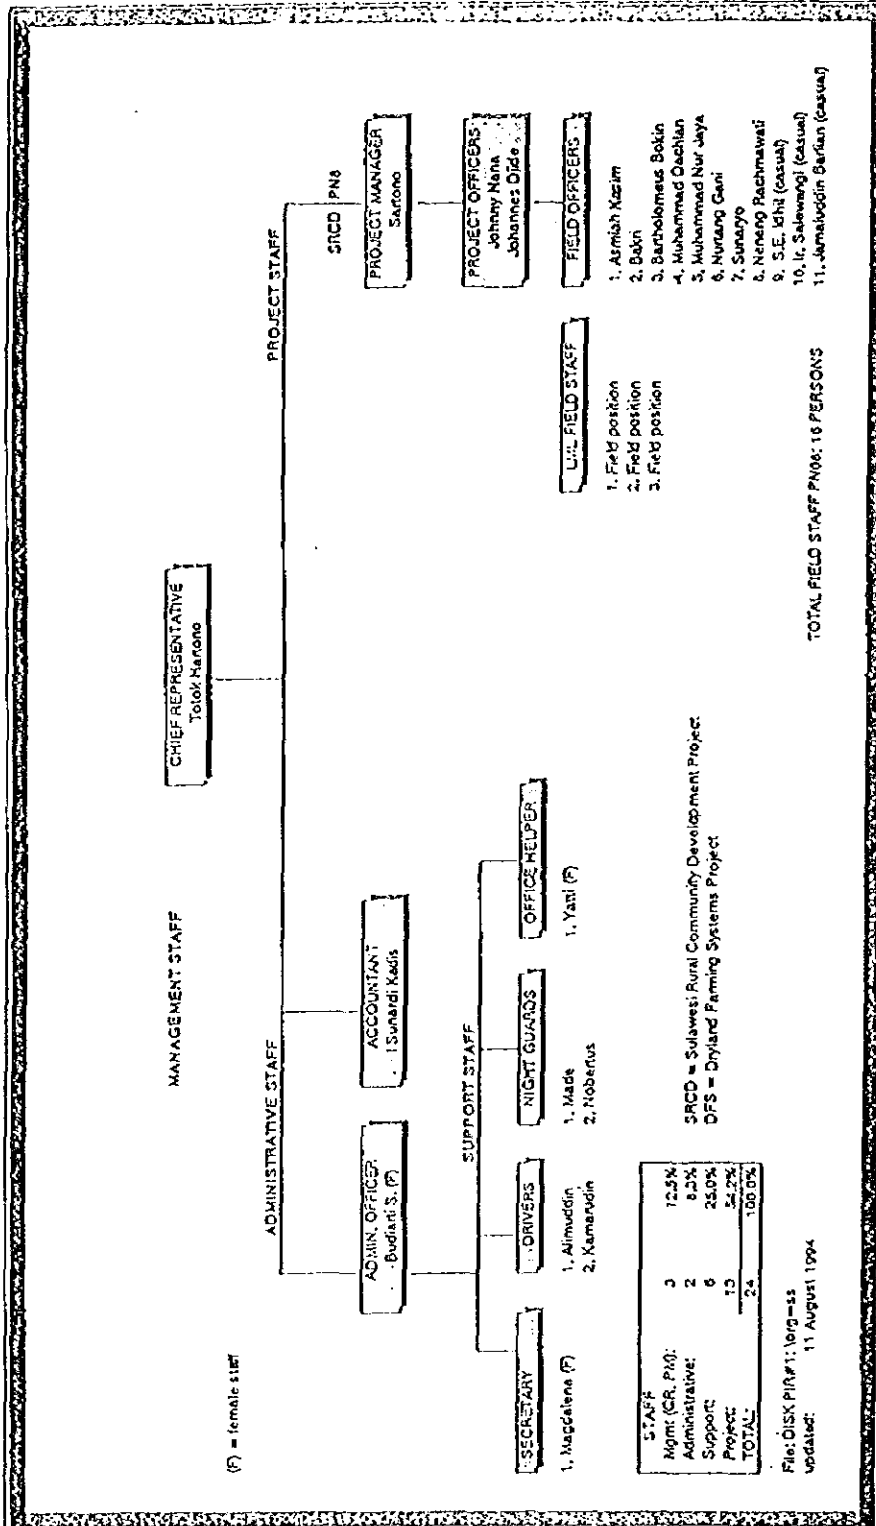 MANAGEMENT STAFF
CHIEF REPRESENTATIVE
Totok Hartono
(F) = female staff
ADMINISTRATIVE STAFF
PROJECT STAFF
SRCD PN8
ADMIN. OFFICER
Budiarti S. (F)
ACCOUNTANT
I Sunardi Kadis
PROJECT MANAGER
Sartono
SUPPORT STAFF
PROJECT OFFICERS
Johnny Nana
Johannes Dide
SECRETARY
1. Magdalena (F)
DRIVERS
1. Alimuddin
2. Kamarudin
NIGHT GUARDS
1. Made
2. Nobertus
OFFICE HELPER
1. Yanti (F)
FIELD STAFF
1. Field position
2. Field position
3. Field position
FIELD OFFICERS
1. Asmiah Kasim
2. Bakri
3. Bartholomeus Bokin
4. Muhammad Dachlan
5. Muhammad Nur Jaya
6. Nuntang Gani
7. Sunaryo
8. Neneng Rachmawati
9. S.E. Idhil (casual)
10. Ir. Salewangi (casual)
11. Jamaluddin Barlian (casual)
STAFF
Mgmt (CR, PM): 3 12.5%
Administrative: 2 8.3%
Support: 6 25.0%
Project: 13 54.2%
TOTAL: 24 100.0%
SRCD = Sulawesi Rural Community Development Project
DFS = Dryland Farming Systems Project
TOTAL FIELD STAFF PN08: 16 PERSONS
File: DISK PIR#1: \org-ss
updated: 11 August 1994